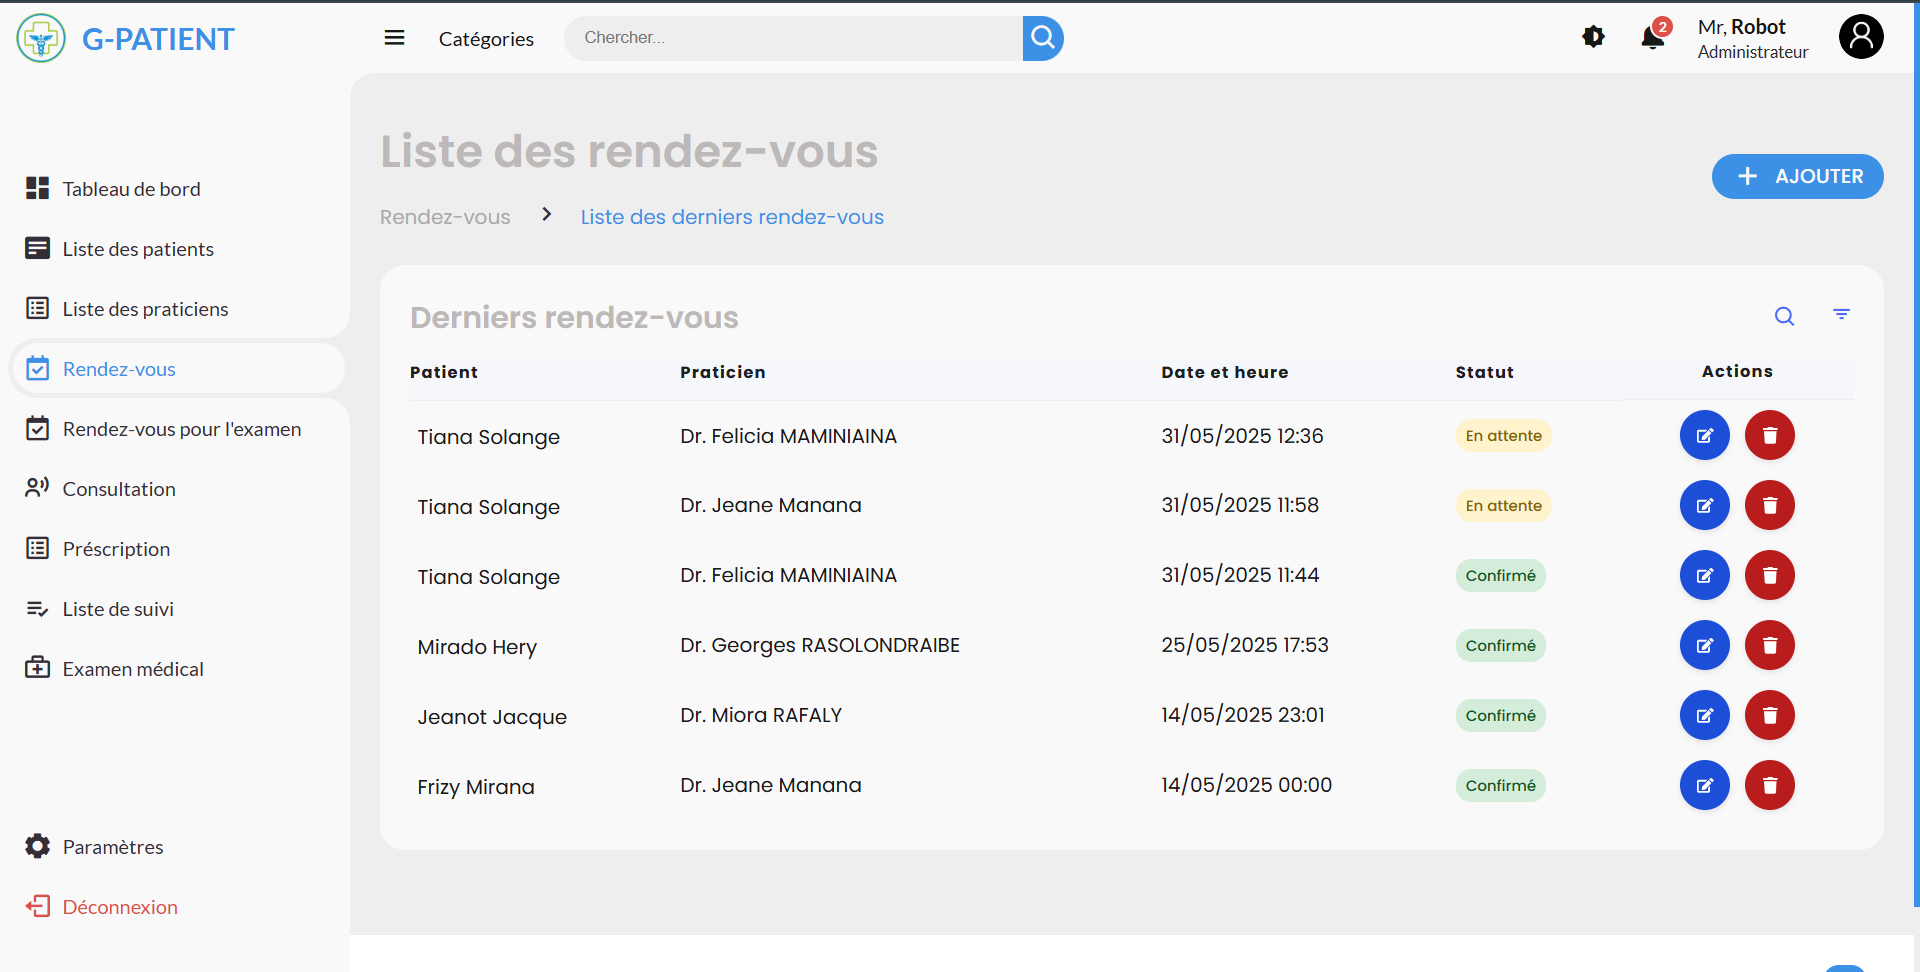 G-PATIENT
Catégories
Chercher...
2
Mr, Robot
Administrateur
Tableau de bord
Liste des patients
Liste des praticiens
Rendez-vous
Rendez-vous pour l'examen
Consultation
Préscription
Liste de suivi
Examen médical
Paramètres
Déconnexion
Liste des rendez-vous
Rendez-vous > Liste des derniers rendez-vous
AJOUTER
Derniers rendez-vous
Patient Praticien Date et heure Statut Actions
Tiana Solange Dr. Felicia MAMINIAINA 31/05/2025 12:36 En attente
Tiana Solange Dr. Jeane Manana 31/05/2025 11:58 En attente
Tiana Solange Dr. Felicia MAMINIAINA 31/05/2025 11:44 Confirmé
Mirado Hery Dr. Georges RASOLONDRAIBE 25/05/2025 17:53 Confirmé
Jeanot Jacque Dr. Miora RAFALY 14/05/2025 23:01 Confirmé
Frizy Mirana Dr. Jeane Manana 14/05/2025 00:00 Confirmé